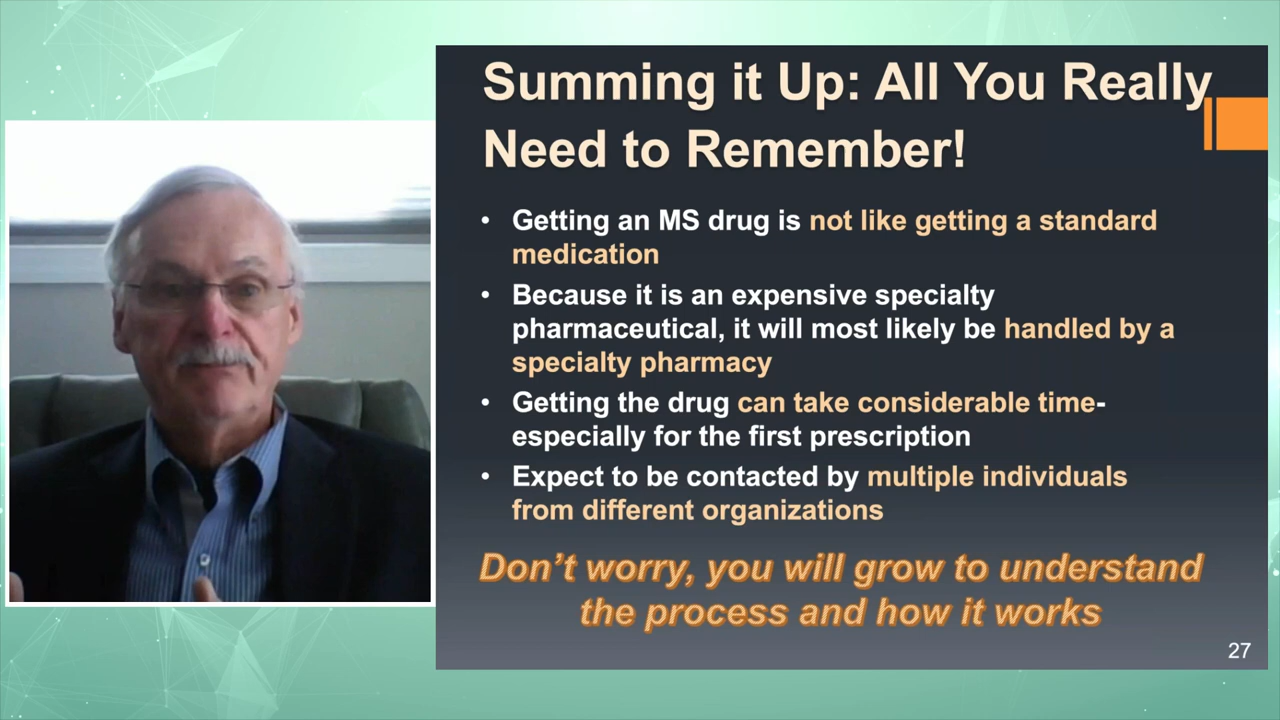 Summing it Up: All You Really
Need to Remember!
• Getting an MS drug is not like getting a standard
medication
• Because it is an expensive specialty
pharmaceutical, it will most likely be handled by a
specialty pharmacy
• Getting the drug can take considerable time-
especially for the first prescription
• Expect to be contacted by multiple individuals
from different organizations
Don’t worry, you will grow to understand
the process and how it works
27